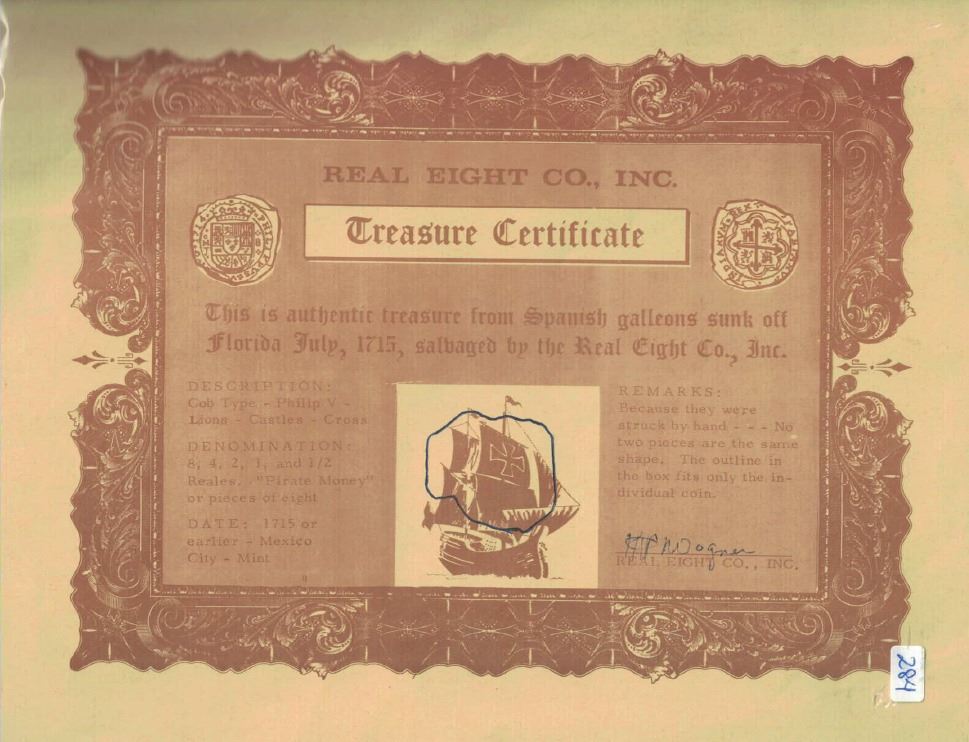 REAL EIGHT CO., INC.
Treasure Certificate
This is authentic treasure from Spanish galleons sunk off
Florida July, 1715, salvaged by the Real Eight Co., Inc.
DESCRIPTION:
Cob Type - Philip V -
Lions - Castles - Cross
DENOMINATION:
8, 4, 2, 1, and 1/2
Reales. "Pirate Money"
or pieces of eight
DATE: 1715 or
earlier - Mexico
City - Mint
REMARKS:
Because they were
struck by hand - - - No
two pieces are the same
shape. The outline in
the box fits only the in-
dividual coin.
REAL EIGHT CO., INC.
284